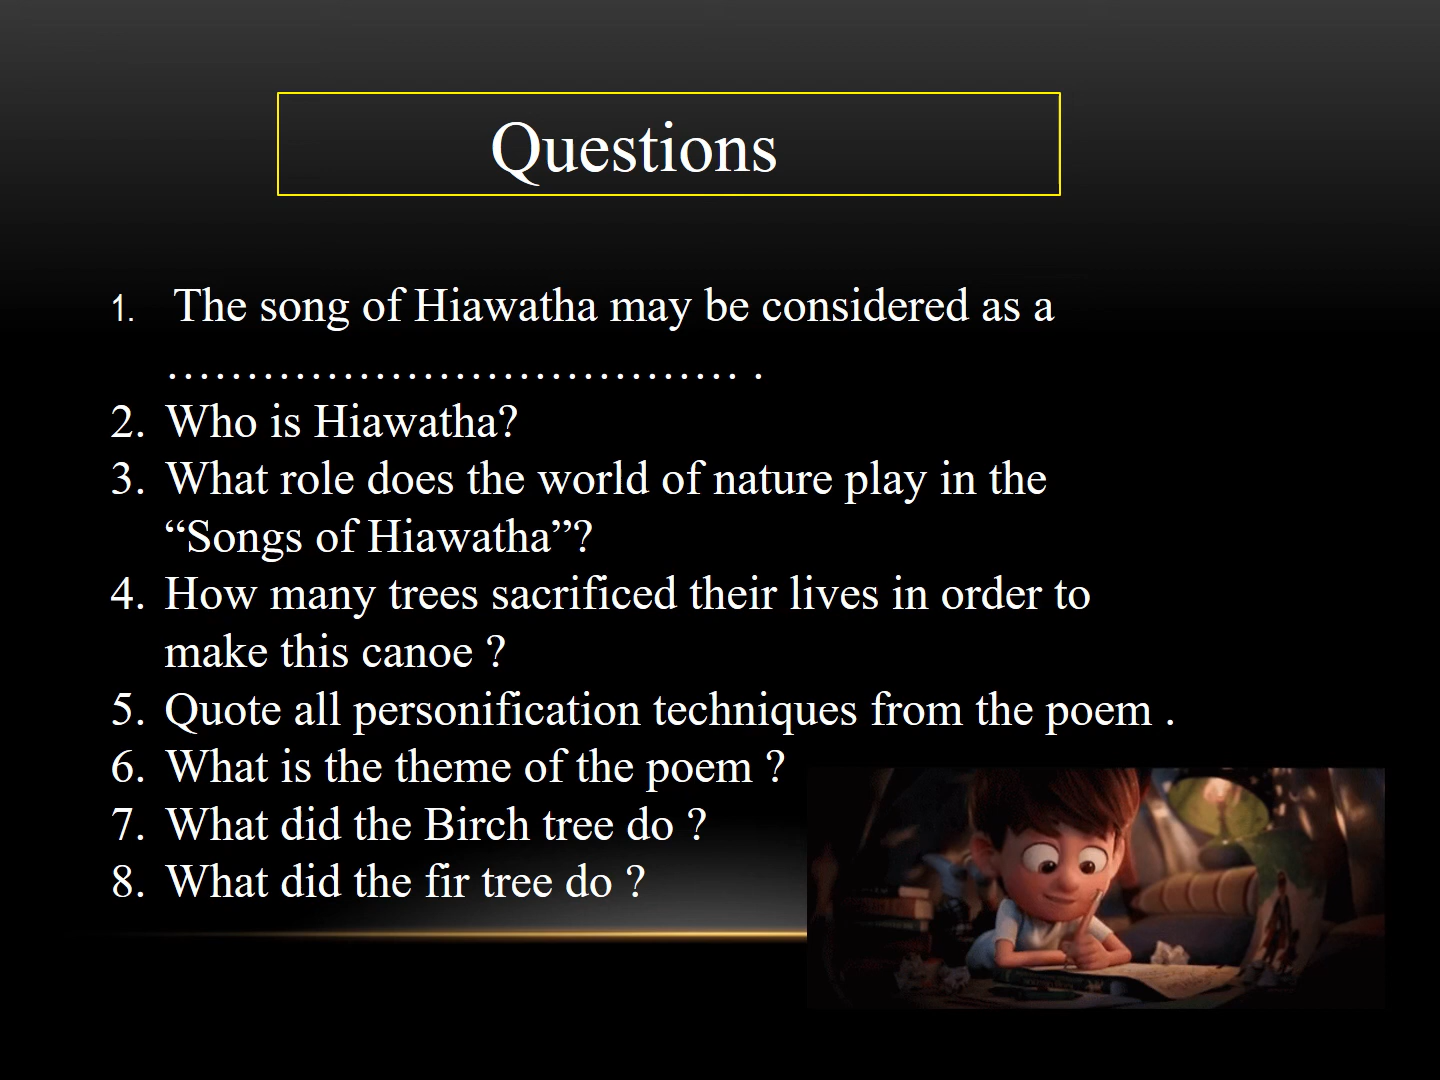 Questions
1. The song of Hiawatha may be considered as a
……………………………… .
2. Who is Hiawatha?
3. What role does the world of nature play in the
“Songs of Hiawatha”?
4. How many trees sacrificed their lives in order to
make this canoe ?
5. Quote all personification techniques from the poem .
6. What is the theme of the poem ?
7. What did the Birch tree do ?
8. What did the fir tree do ?